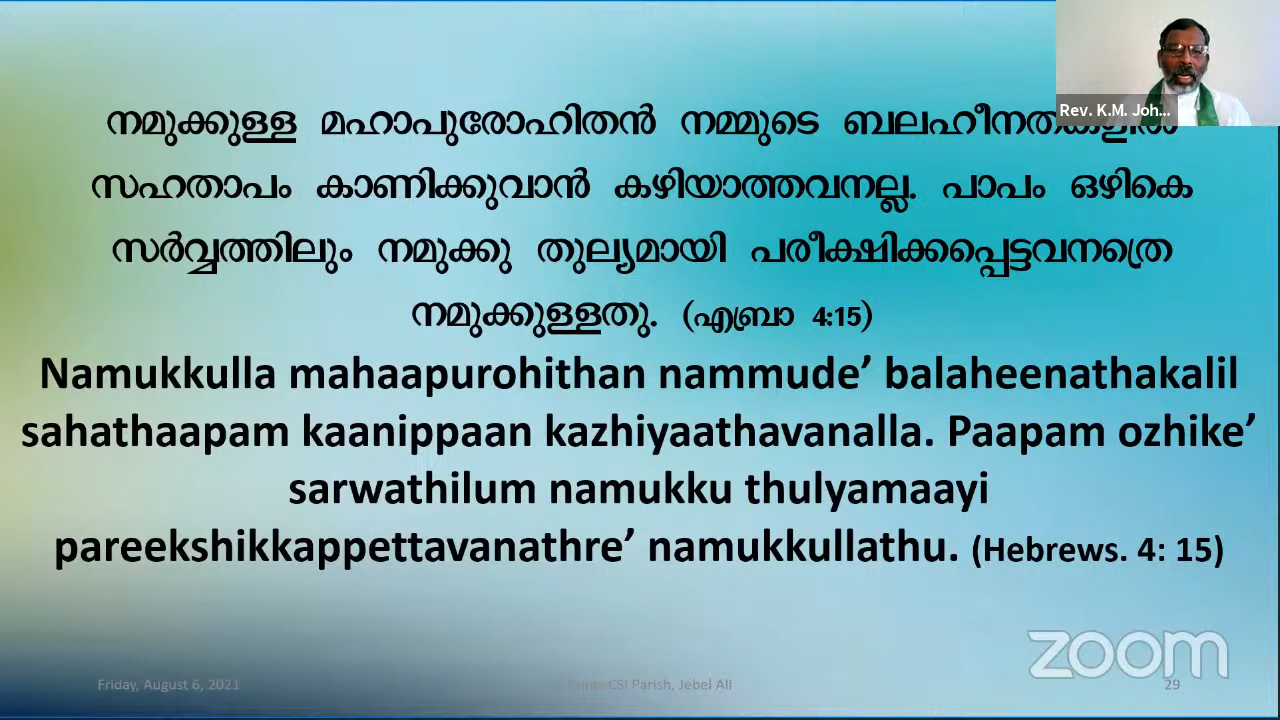 Rev. K.M. Joh...
നമുക്കുള്ള മഹാപുരോഹിതൻ നമ്മുടെ
സഹതാപം കാണിക്കുവാൻ കഴിയാത്തവനല്ല. പാപം ഒഴികെ
സർവ്വത്തിലും നമുക്കു തുല്യമായി പരീക്ഷിക്കപ്പെട്ടവനത്രെ
നമുക്കുള്ളതു. (എബ്രാ 4:15)
Namukkulla mahaapurohithan nammude’ balaheenathakalil
sahathaapam kaanippaan kazhiyaathavanalla. Paapam ozhike’
sarwathilum namukku thulyamaayi
pareekshikkappettavanathre’ namukkullathu. (Hebrews. 4: 15)
zoom
Friday, August 6, 2021 CSI Parish, Jebel Ali 29